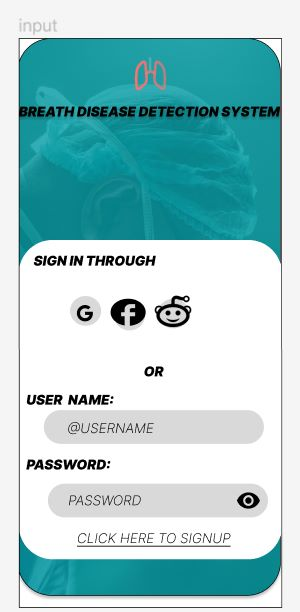 input
BREATH DISEASE DETECTION SYSTEM
SIGN IN THROUGH
G f
OR
USER NAME:
@USERNAME
PASSWORD:
PASSWORD
CLICK HERE TO SIGNUP